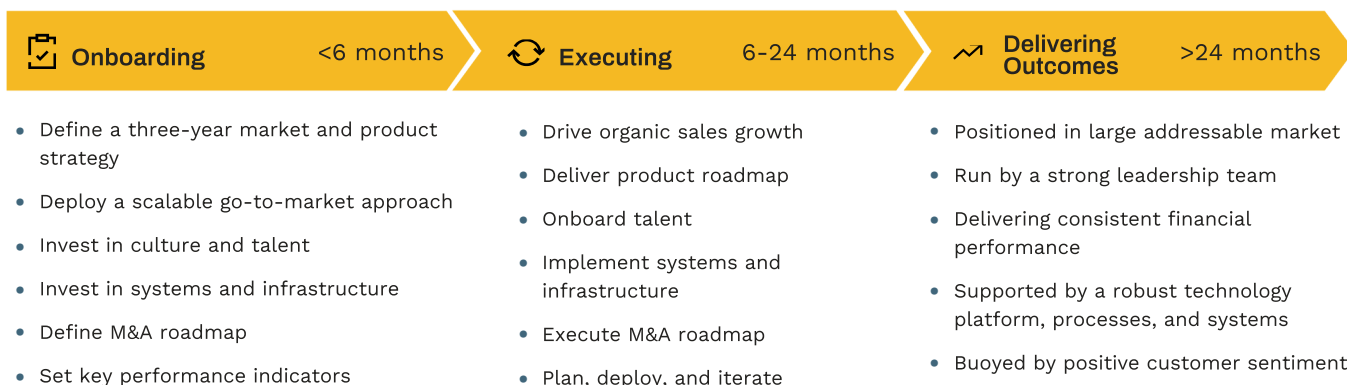 Onboarding <6 months
Define a three-year market and product
strategy
Deploy a scalable go-to-market approach
Invest in culture and talent
Invest in systems and infrastructure
Define M&A roadmap
Set key performance indicators
Executing 6-24 months
Drive organic sales growth
Deliver product roadmap
Onboard talent
Implement systems and
infrastructure
Execute M&A roadmap
Plan, deploy, and iterate
Delivering
Outcomes >24 months
Positioned in large addressable market
Run by a strong leadership team
Delivering consistent financial
performance
Supported by a robust technology
platform, processes, and systems
Buoyed by positive customer sentiment